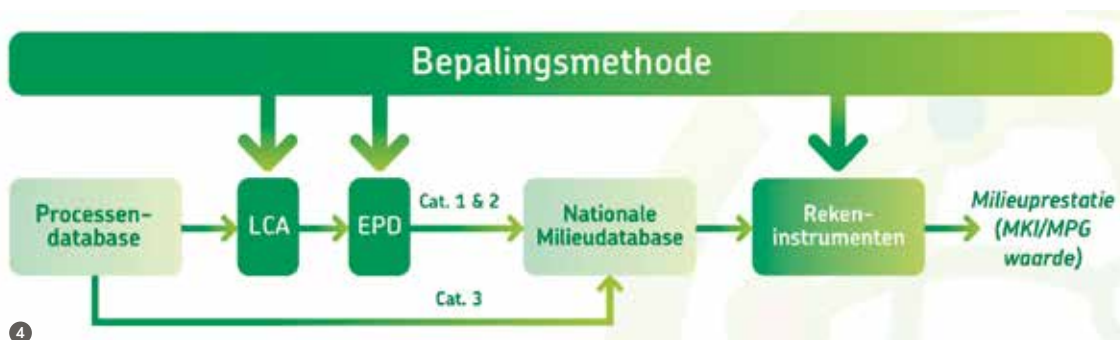 Bepalingsmethode
Processen-
database
LCA
EPD
Cat. 1 & 2
Nationale
Milieudatabase
Reken-
instrumenten
Milieuprestatie
(MKI/MPG
waarde)
Cat. 3
4